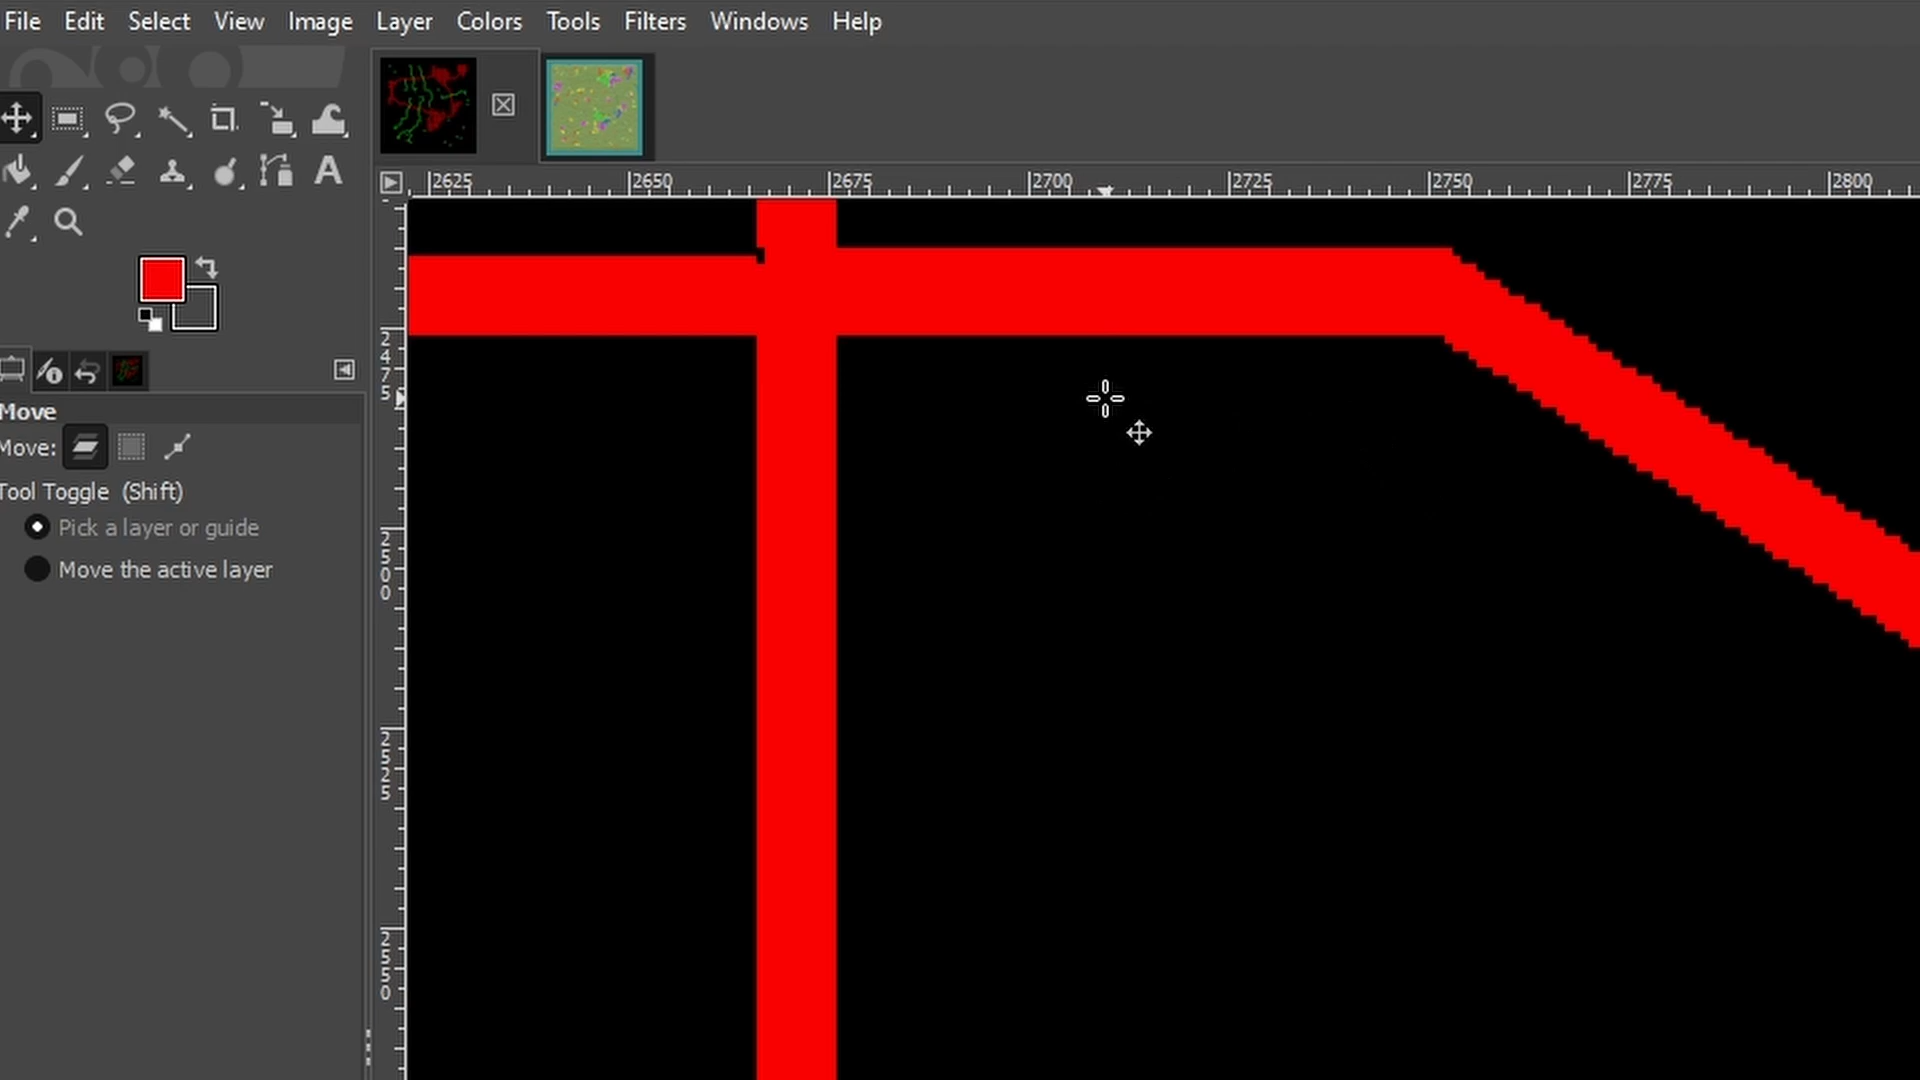 File Edit Select View Image Layer Colors Tools Filters Windows Help
2625 2650 2675 2700 2725 2750 2775 2800
Move
Move:
Tool Toggle (Shift)
Pick a layer or guide
Move the active layer
2475
2500
2525
2550